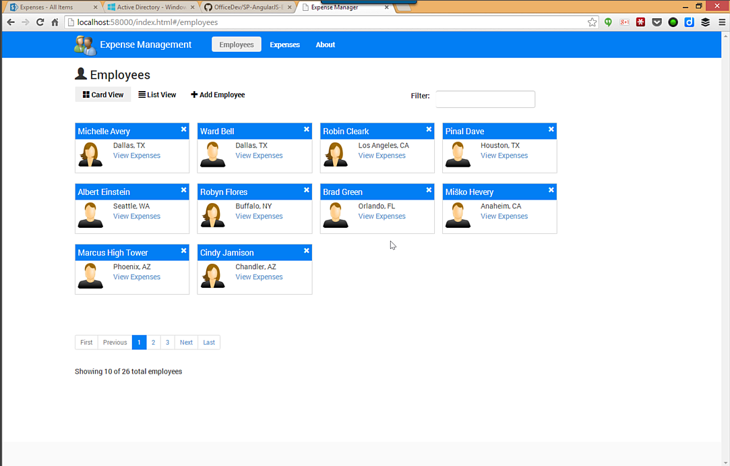 Expenses - All Items
Active Directory - Window
OfficeDev/SP-AngularJS-E
Expense Manager
localhost:58000/index.html#/employees
Expense Management
Employees
Expenses
About
Employees
Card View
List View
Add Employee
Filter:
Michelle Avery
Ward Bell
Robin Cleark
Pinal Dave
Dallas, TX
Dallas, TX
Los Angeles, CA
Houston, TX
View Expenses
View Expenses
View Expenses
View Expenses
Albert Einstein
Robyn Flores
Brad Green
Miško Hevery
Seattle, WA
Buffalo, NY
Orlando, FL
Anaheim, CA
View Expenses
View Expenses
View Expenses
View Expenses
Marcus High Tower
Cindy Jamison
Phoenix, AZ
Chandler, AZ
View Expenses
View Expenses
First Previous 1 2 3 Next Last
Showing 10 of 26 total employees